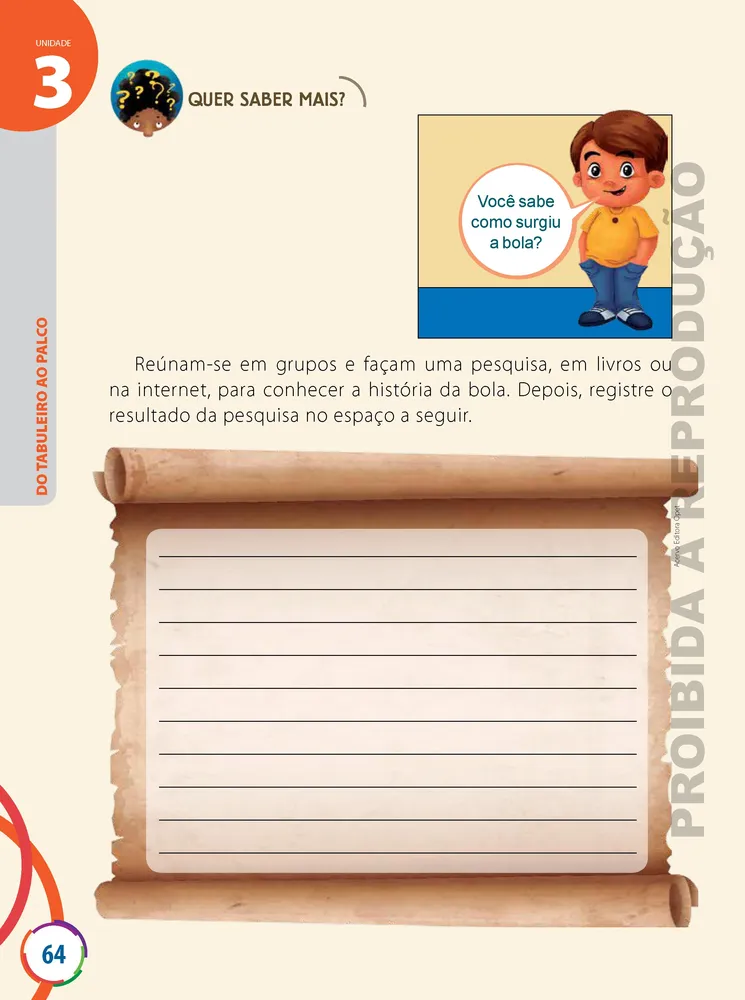 UNIDADE
3
QUER SABER MAIS?
Você sabe
como surgiu
a bola?
DO TABULEIRO AO PALCO
Reúnam-se em grupos e façam uma pesquisa, em livros ou
na internet, para conhecer a história da bola. Depois, registre o
resultado da pesquisa no espaço a seguir.
Acervo Editora Opet
PROIBIDA A REPRODUÇÃO
64